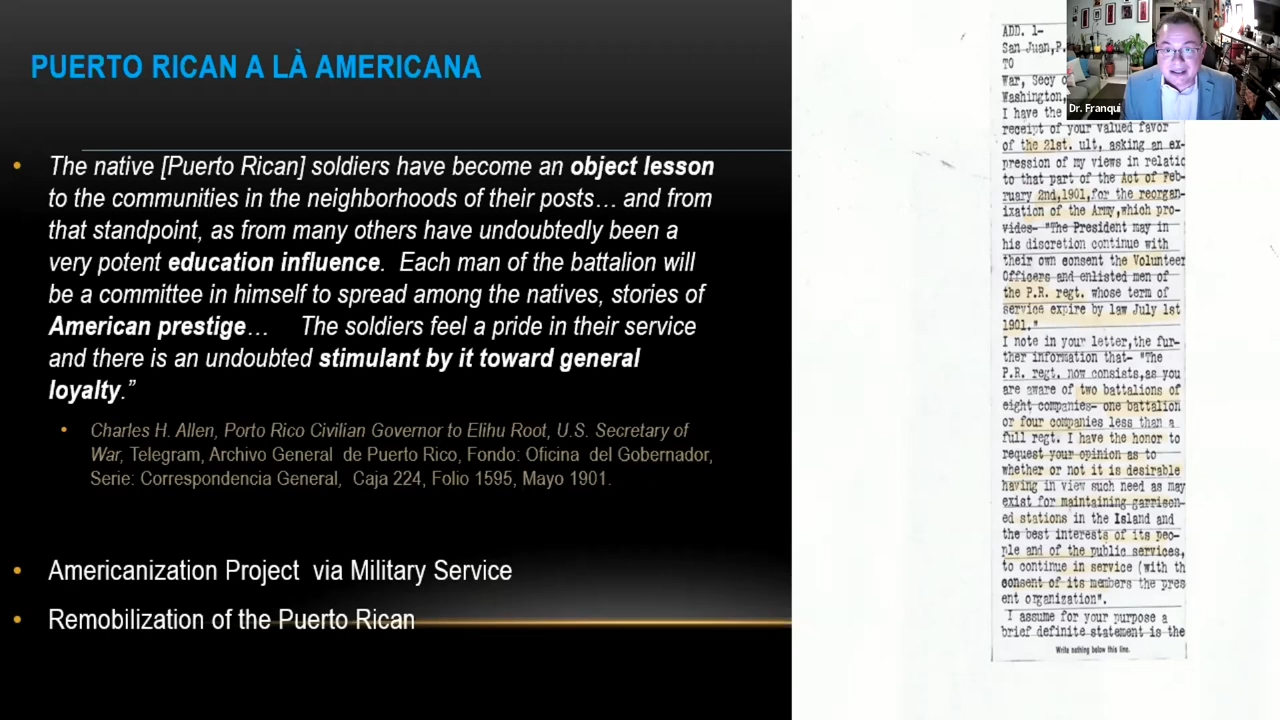 PUERTO RICAN A LÀ AMERICANA
• The native [Puerto Rican] soldiers have become an object lesson
to the communities in the neighborhoods of their posts… and from
that standpoint, as from many others have undoubtedly been a
very potent education influence. Each man of the battalion will
be a committee in himself to spread among the natives, stories of
American prestige… The soldiers feel a pride in their service
and there is an undoubted stimulant by it toward general
loyalty.”
• Charles H. Allen, Porto Rico Civilian Governor to Elihu Root, U.S. Secretary of
War, Telegram, Archivo General de Puerto Rico, Fondo: Oficina del Gobernador,
Serie: Correspondencia General, Caja 224, Folio 1595, Mayo 1901.
• Americanization Project via Military Service
• Remobilization of the Puerto Rican
ADD. 1-
San Juan,P.
TO
War, Secy
Washington,
I have the
receipt of your valued favor
of the 21st. ult, asking an ex-
pression of my views in relatic
to that part of the Act of Feb-
ruary 2nd,1901,for the reorgan-
ixation of the Army,which pro-
vides- "The President may in
his discretion continue with
their own consent the Volunteer
Officers and enlisted men of
the P.R. regt. whose term of
service expire by law July 1st
1901."
I note in your letter,the fur-
ther information that- "The
P.R. regt. now consists,as you
are aware of two battalions of
eight companies- one battalion
or four companies less than a
full regt. I have the honor to
request your opinion as to
whether or not it is desirable
having in view such need as may
exist for maintaining garrison-
ed stations in the Island and
the best interests of its peo-
ple and of the public services,
to continue in service (with th
consent of its members the pres
ent organization".
I assume for your purpose a
brief definite statement is the
Write nothing below this line.
Dr. Franqui